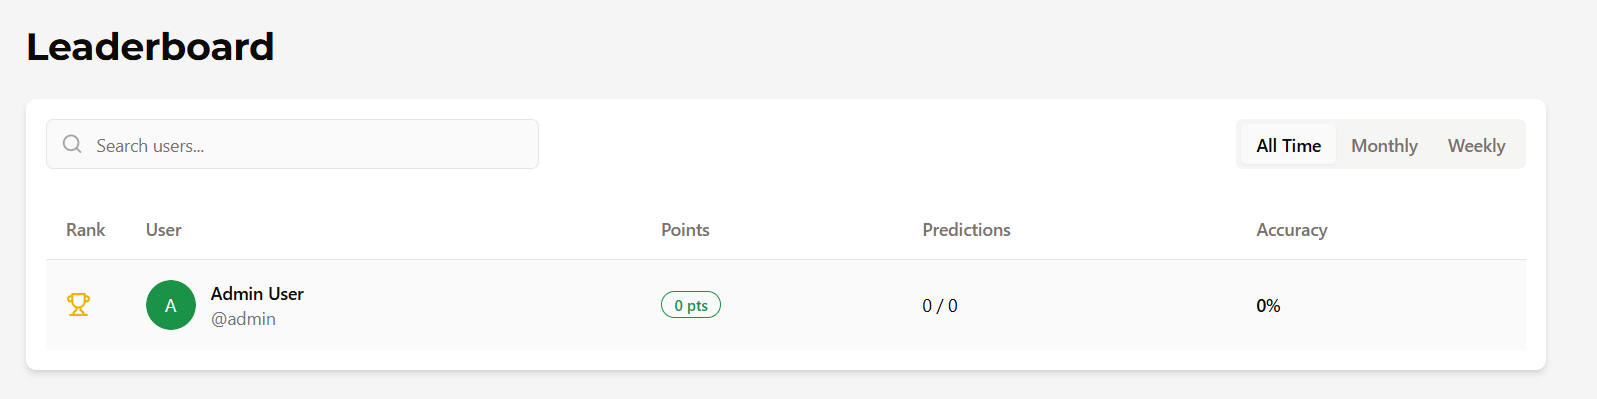 Leaderboard
Search users...
All Time Monthly Weekly
Rank User Points Predictions Accuracy
A Admin User 0 pts 0 / 0 0%
@admin